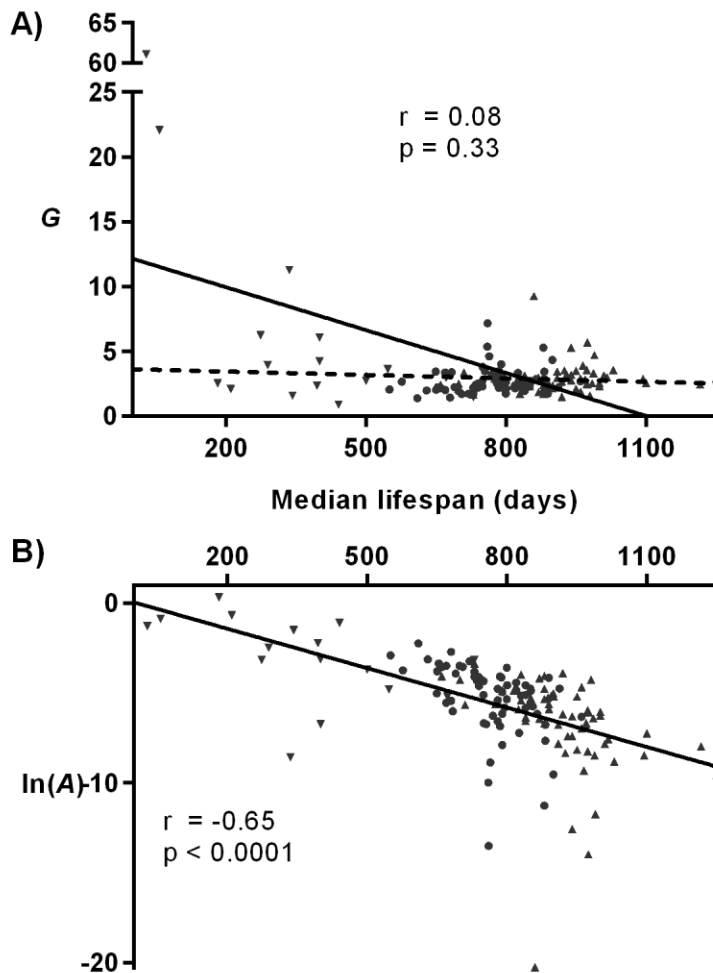 A)
65
60
25
20
15
10
5
0
G
r = 0.08
p = 0.33
200
500
800
1100
Median lifespan (days)
B)
200
500
800
1100
0
ln(A)
-10
-20
r = -0.65
p < 0.0001